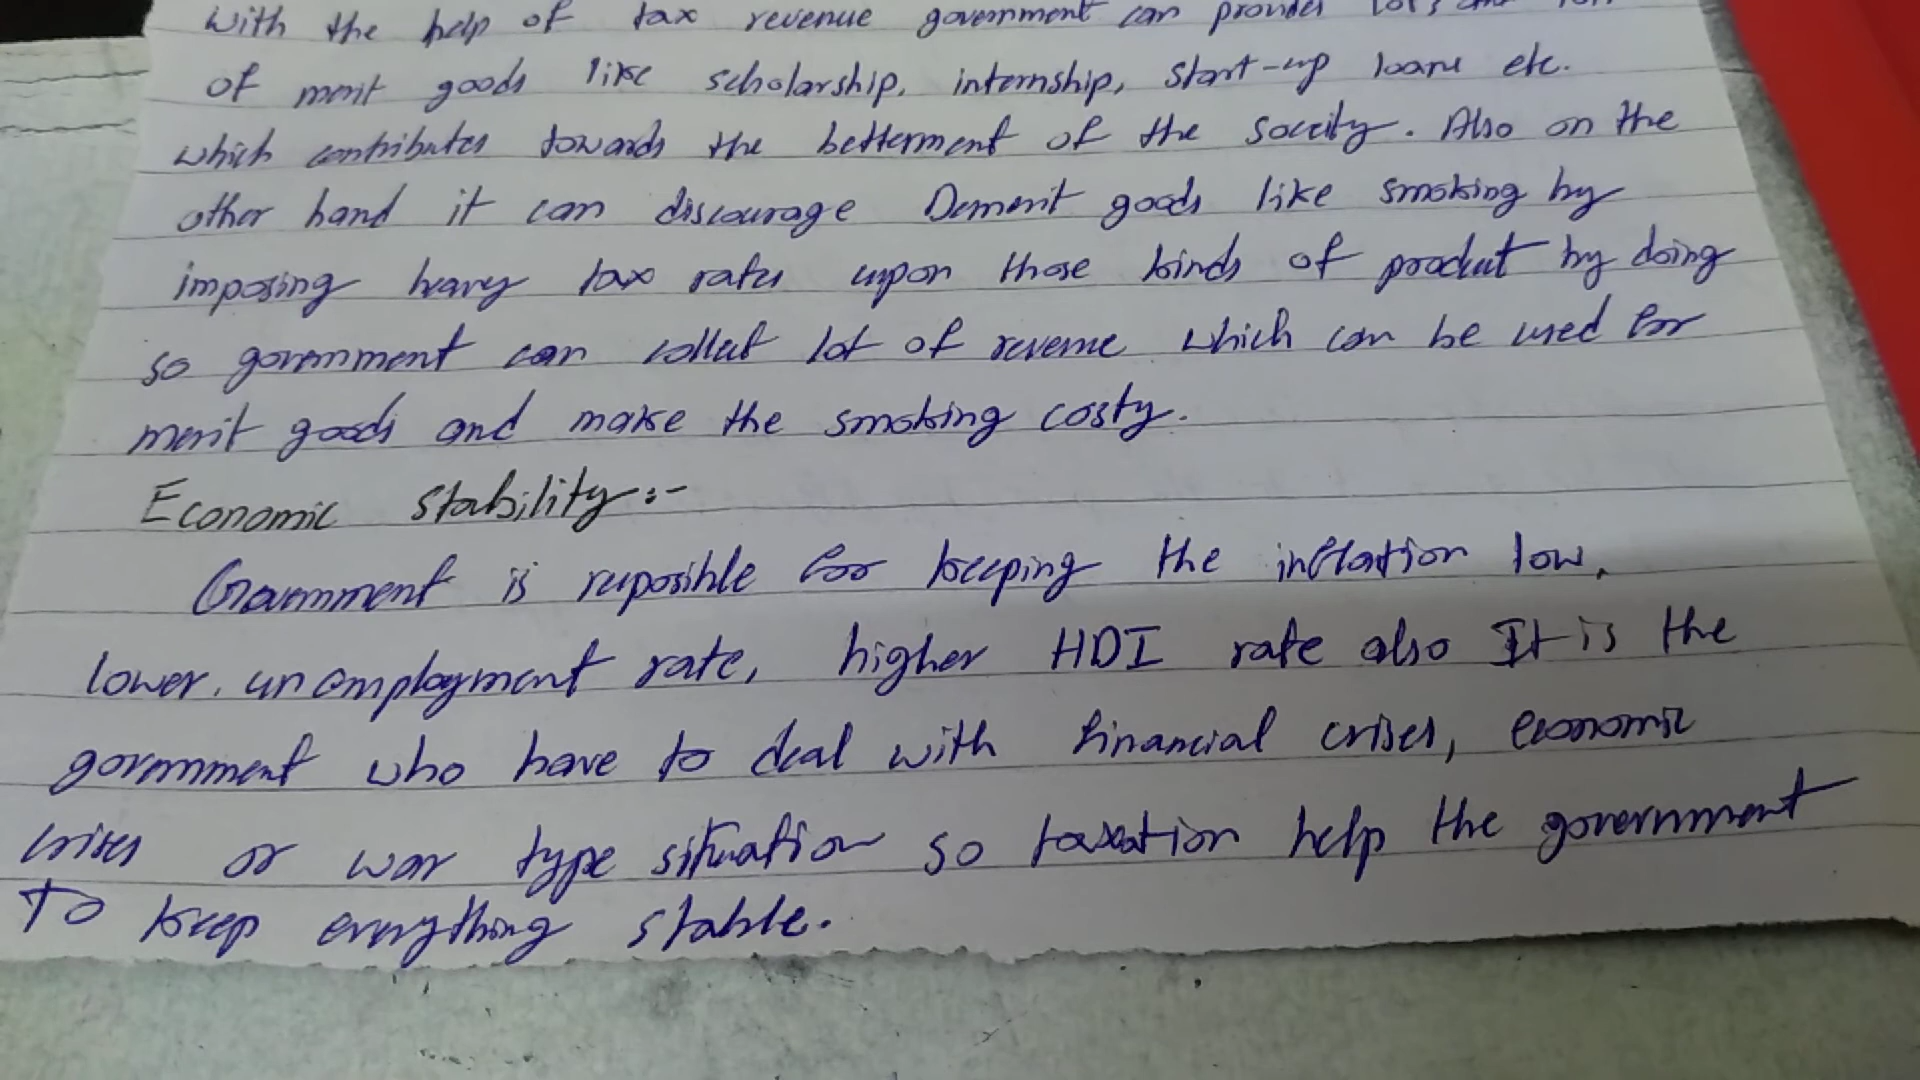 with the help of tax revenue government can provides lots and
of merit goods like scholarship, internship, start-up loans etc.
which contributes towards the betterment of the society. Also on the
other hand it can discourage Demerit goods like smoking by
imposing heavy tax rates upon those kinds of product by doing
so government can collect lot of revenue which can be used for
merit goods and make the smoking costy.
Economic stability:-
Government is resposible for keeping the inflation low,
lower, unemployment rate, higher HDI rate also It is the
government who have to deal with financial crises, economic
crises or war type situation so taxation help the government
To keep everything stable.